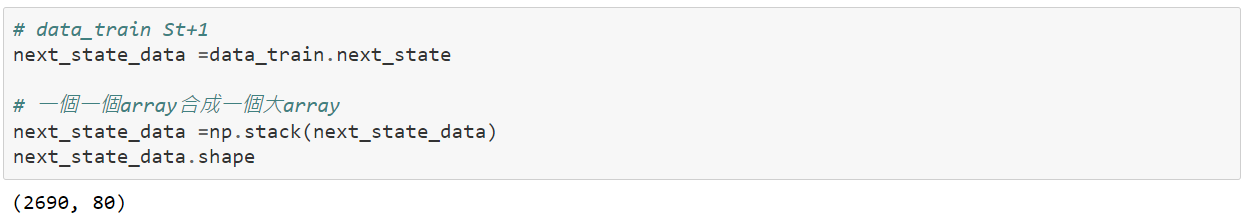 # data_train St+1
next_state_data =data_train.next_state
# 一個一個array合成一個大array
next_state_data =np.stack(next_state_data)
next_state_data.shape
(2690, 80)